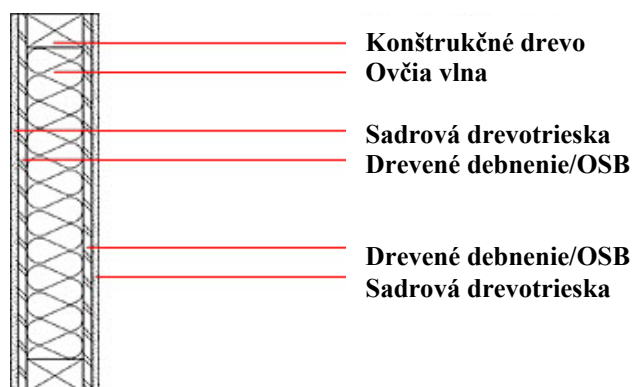 Konštrukčné drevo
Ovčia vlna
Sadrová drevotrieska
Drevené debnenie/OSB
Drevené debnenie/OSB
Sadrová drevotrieska